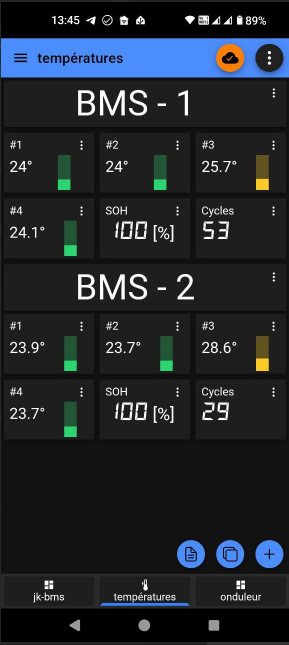 13:45 89%
températures
BMS - 1
#1 #2 #3
24° 24° 25.7°
#4 SOH Cycles
24.1° 100 [%] 53
BMS - 2
#1 #2 #3
23.9° 23.7° 28.6°
#4 SOH Cycles
23.7° 100 [%] 29
jk-bms températures onduleur